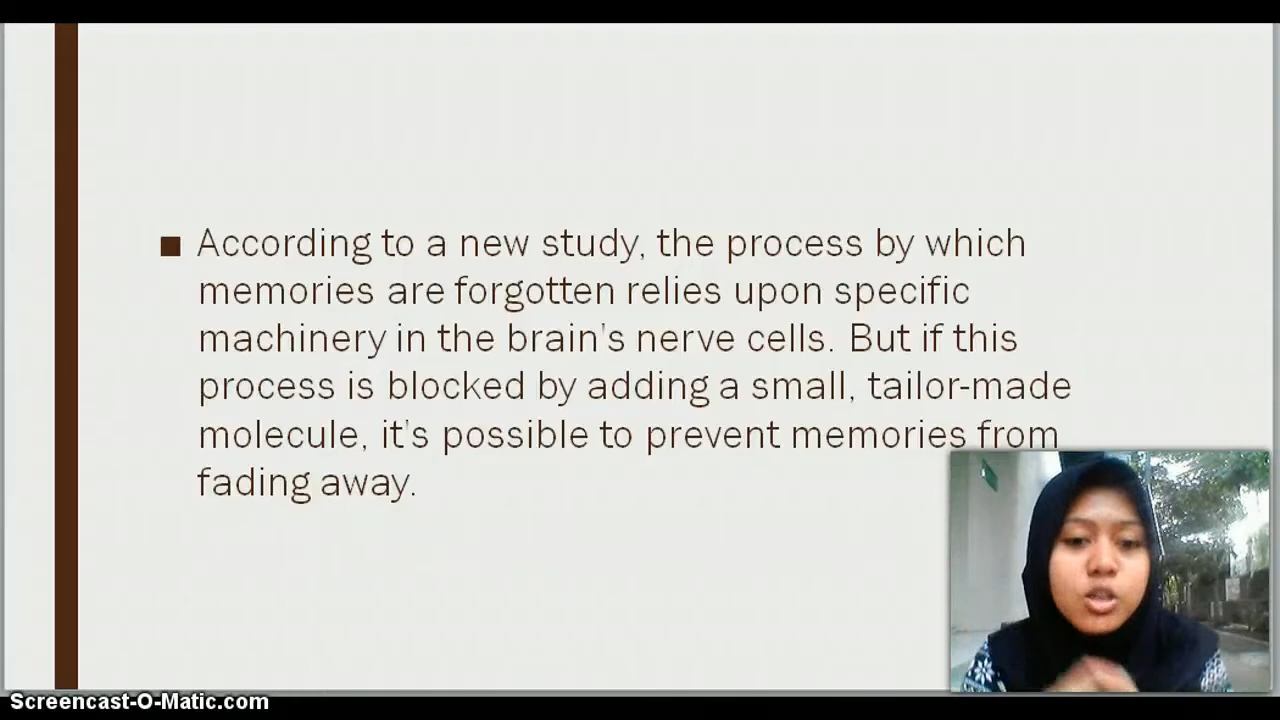 ■ According to a new study, the process by which
memories are forgotten relies upon specific
machinery in the brain's nerve cells. But if this
process is blocked by adding a small, tailor-made
molecule, it's possible to prevent memories from
fading away.
Screencast-O-Matic.com